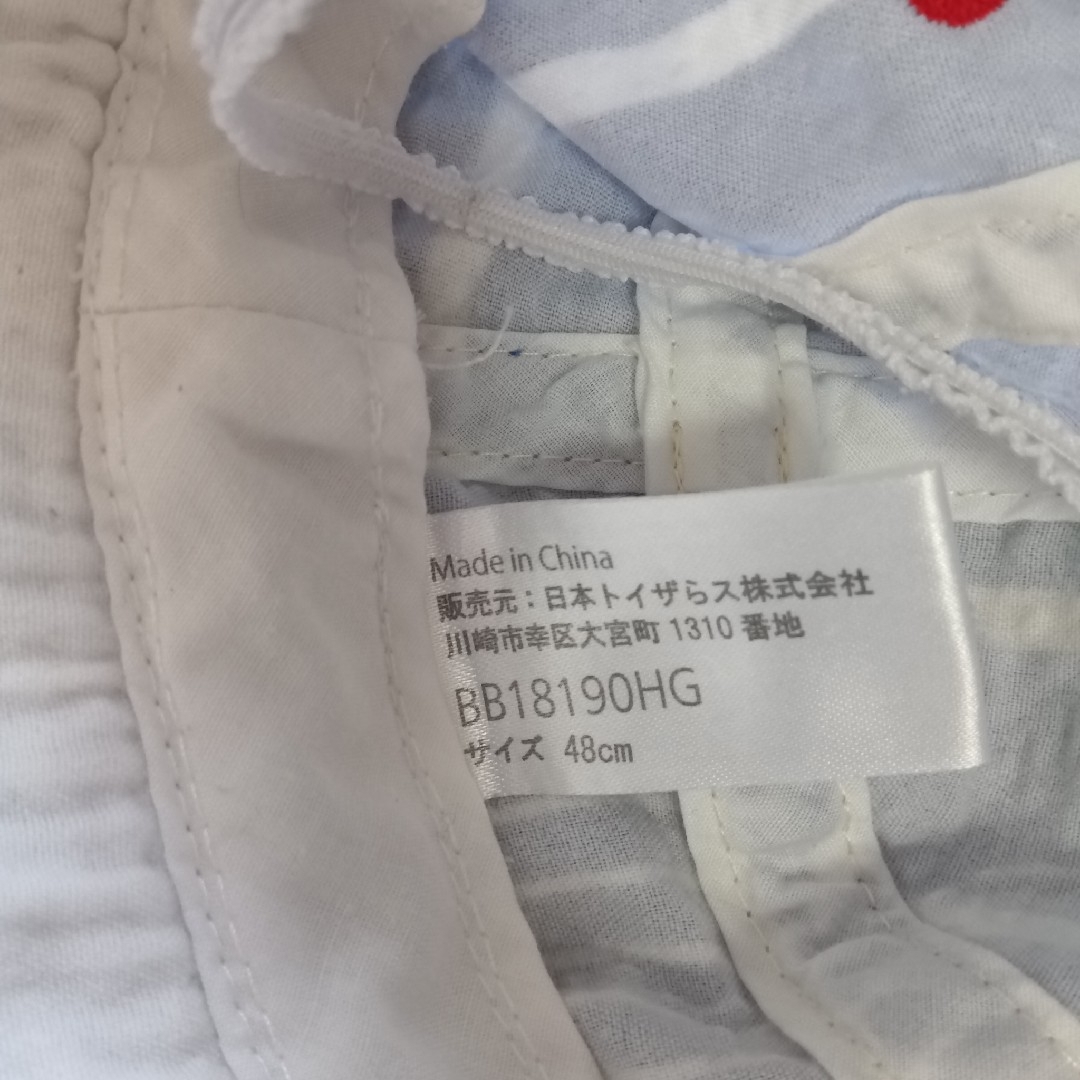 Made in China
販売元：日本トイザらス株式会社
川崎市幸区大宮町 1310 番地
BB18190HG
サイズ 48cm